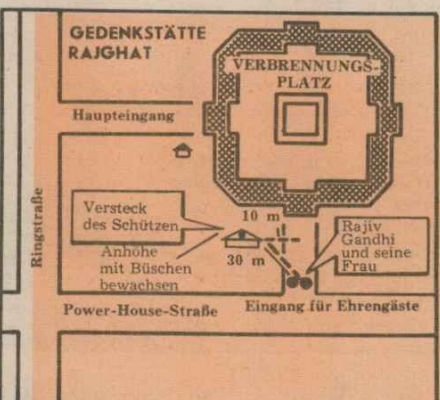 GEDENKSTÄTTE
RAJGHAT
VERBRENNUNGS-
PLATZ
Haupteingang
Ringstraße
Versteck
des Schützen
Anhöhe
mit Büschen
bewachsen
10 m
30 m
Rajiv
Gandhi
und seine
Frau
Power-House-Straße
Eingang für Ehrengäste